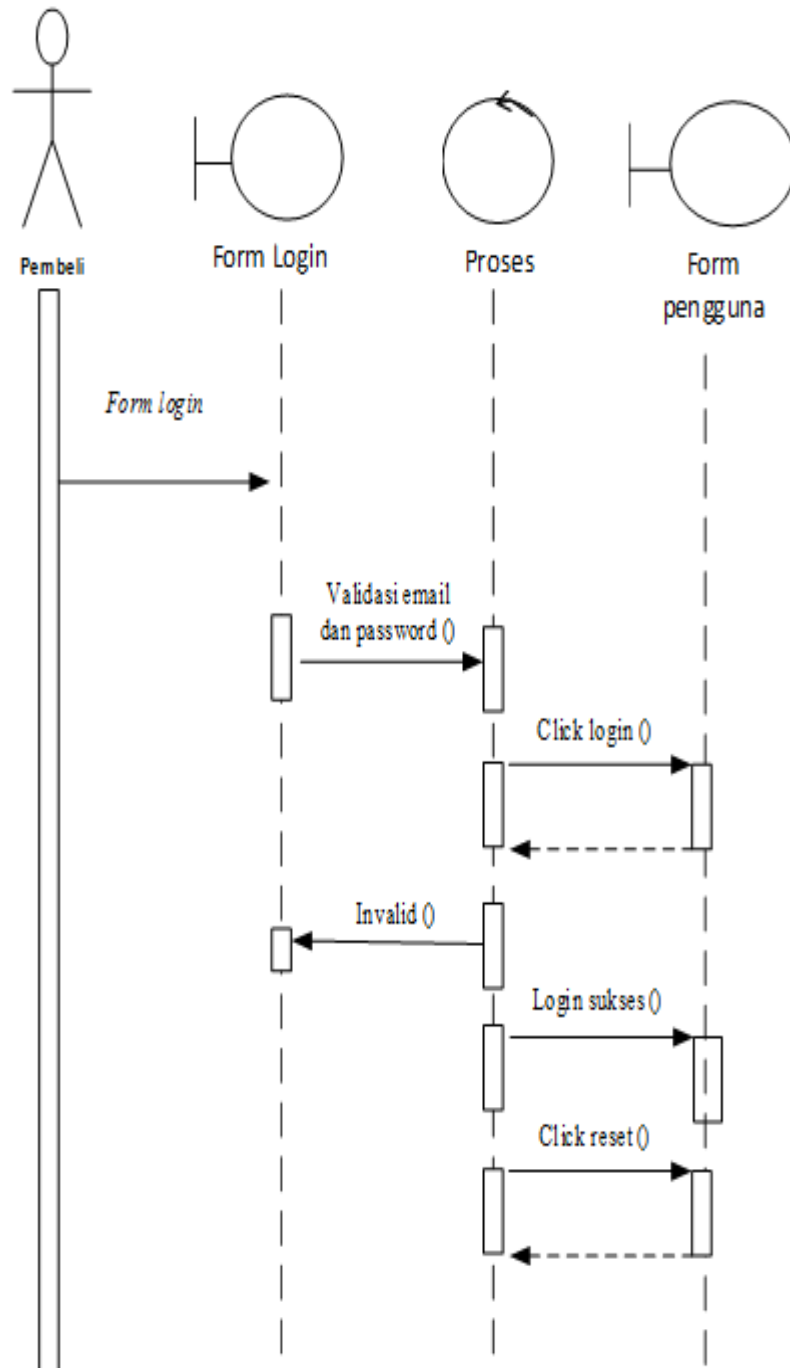 Pembeli
Form Login
Proses
Form
pengguna
Form login
Validasi email
dan password ()
Click login ()
Invalid ()
Login sukses ()
Click reset ()